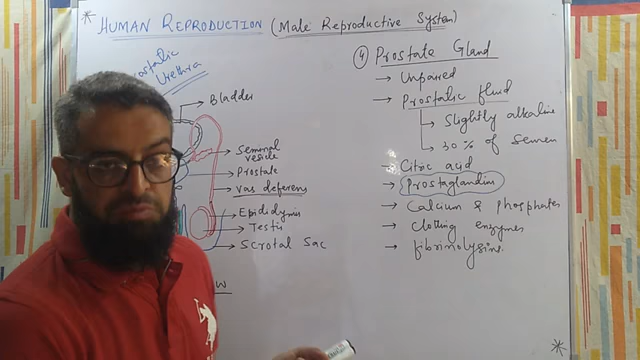 * HUMAN REPRODUCTION (Male Reproductive System)
Urethra
→ Bladder
→ Seminal vesicle
→ Prostate
→ vas deferens
→ Epididymis
→ Testis
→ Scrotal Sac
④ Prostate Gland
→ Unpaired
→ Prostatic fluid
→ Slightly alkaline
→ 30% of Semen
→ Citric acid
→ Prostaglandins
→ Calcium & Phosphates
→ Clotting enzymes
→ fibrinolysins
*